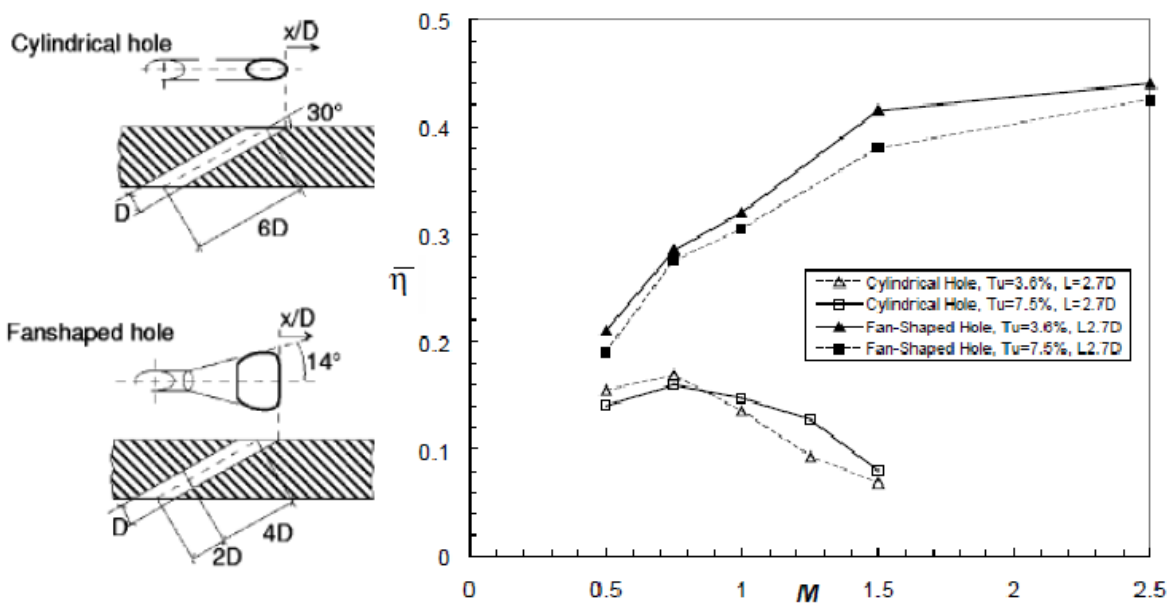 Cylindrical hole
x/D
30°
D
6D
Fanshaped hole
x/D
14°
D
2D
4D
0.5
0.4
0.3
0.2
0.1
0
η̅
0
0.5
1
1.5
2
2.5
M
Cylindrical Hole, Tu=3.6%, L=2.7D
Cylindrical Hole, Tu=7.5%, L=2.7D
Fan-Shaped Hole, Tu=3.6%, L2.7D
Fan-Shaped Hole, Tu=7.5%, L2.7D